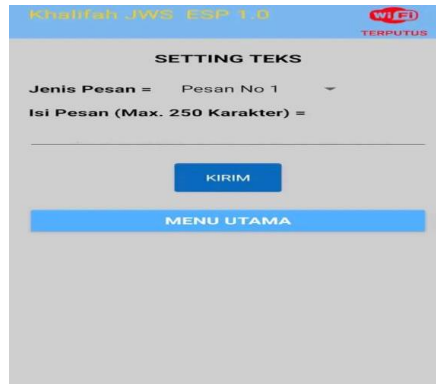 Khalifah JWS ESP 1.0
WiFi
TERPUTUS
SETTING TEKS
Jenis Pesan = Pesan No 1
Isi Pesan (Max. 250 Karakter) =
KIRIM
MENU UTAMA